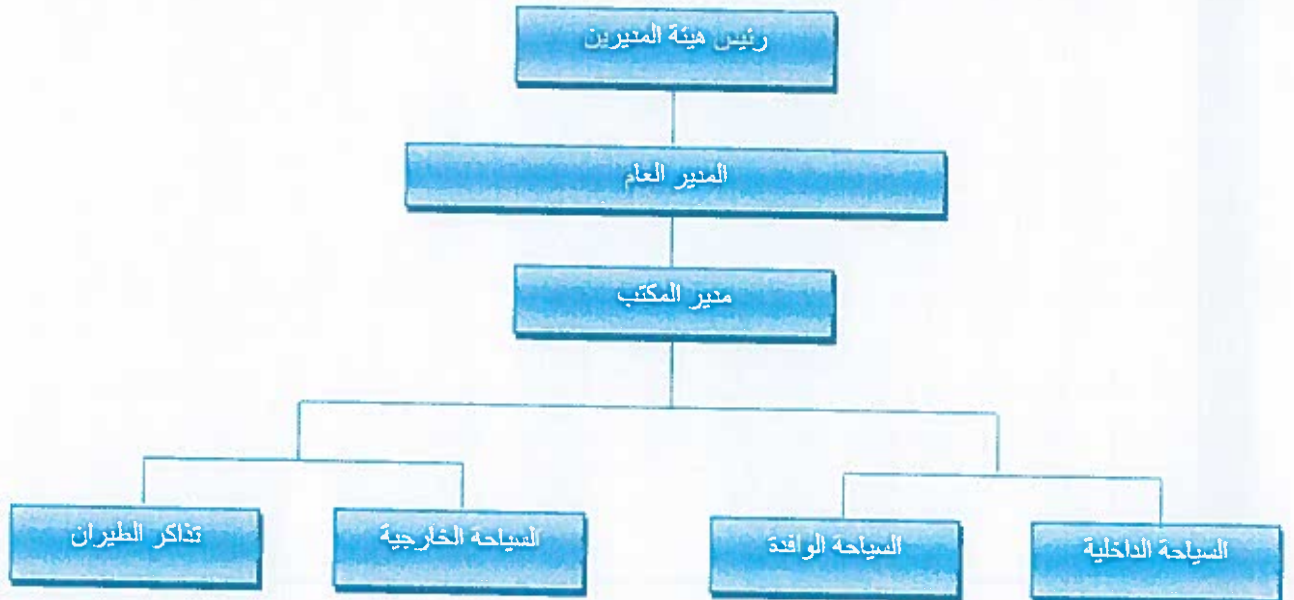 رئيس هيئة المديرين
المدير العام
مدير المكتب
السياحة الداخلية
السياحة الوافدة
السياحة الخارجية
تذاكر الطيران